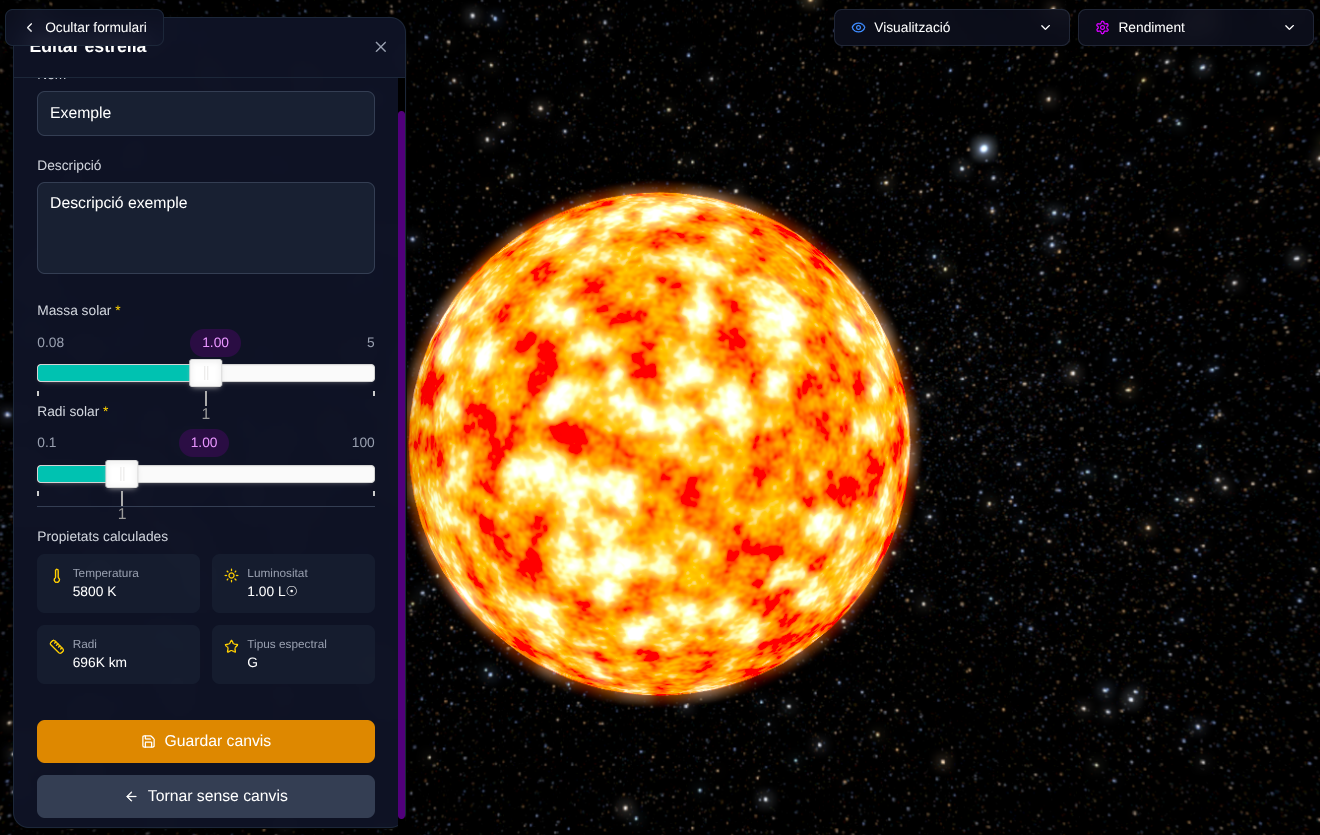 Ocultar formulari
Editar estrella
Nom
Exemple
Descripció
Descripció exemple
Massa solar *
0.08 1.00 5
1
Radi solar *
0.1 1.00 100
1
Propietats calculades
Temperatura
5800 K
Luminositat
1.00 L☉
Radi
696K km
Tipus espectral
G
Guardar canvis
Tornar sense canvis
Visualització
Rendiment